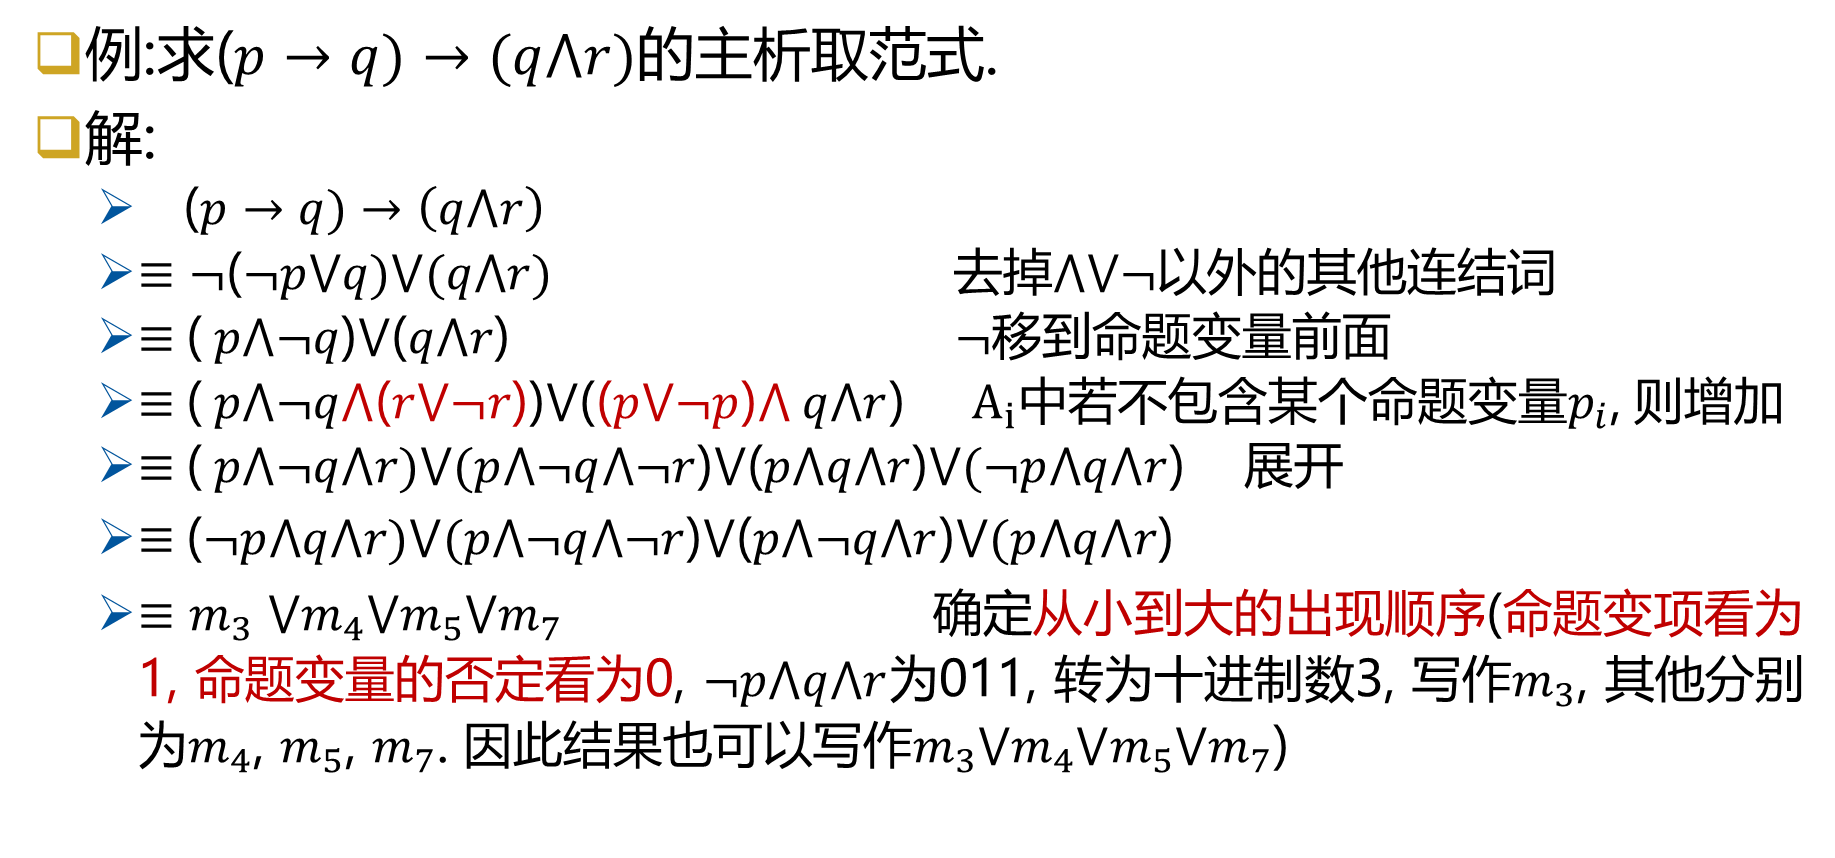 例:求(p → q) → (q∧r)的主析取范式.
解:
(p → q) → (q∧r)
≡ ¬(¬p∨q)∨(q∧r) 去掉∧∨¬以外的其他连结词
≡ ( p∧¬q)∨(q∧r) ¬移到命题变量前面
≡ ( p∧¬q∧(r∨¬r))∨((p∨¬p)∧ q∧r) Aᵢ中若不包含某个命题变量pᵢ, 则增加
≡ ( p∧¬q∧r)∨(p∧¬q∧¬r)∨(p∧q∧r)∨(¬p∧q∧r) 展开
≡ (¬p∧q∧r)∨(p∧¬q∧¬r)∨(p∧¬q∧r)∨(p∧q∧r)
≡ m₃ ∨m₄∨m₅∨m₇ 确定从小到大的出现顺序(命题变项看为
1, 命题变量的否定看为0, ¬p∧q∧r为011, 转为十进制数3, 写作m₃, 其他分别
为m₄, m₅, m₇. 因此结果也可以写作m₃∨m₄∨m₅∨m₇)